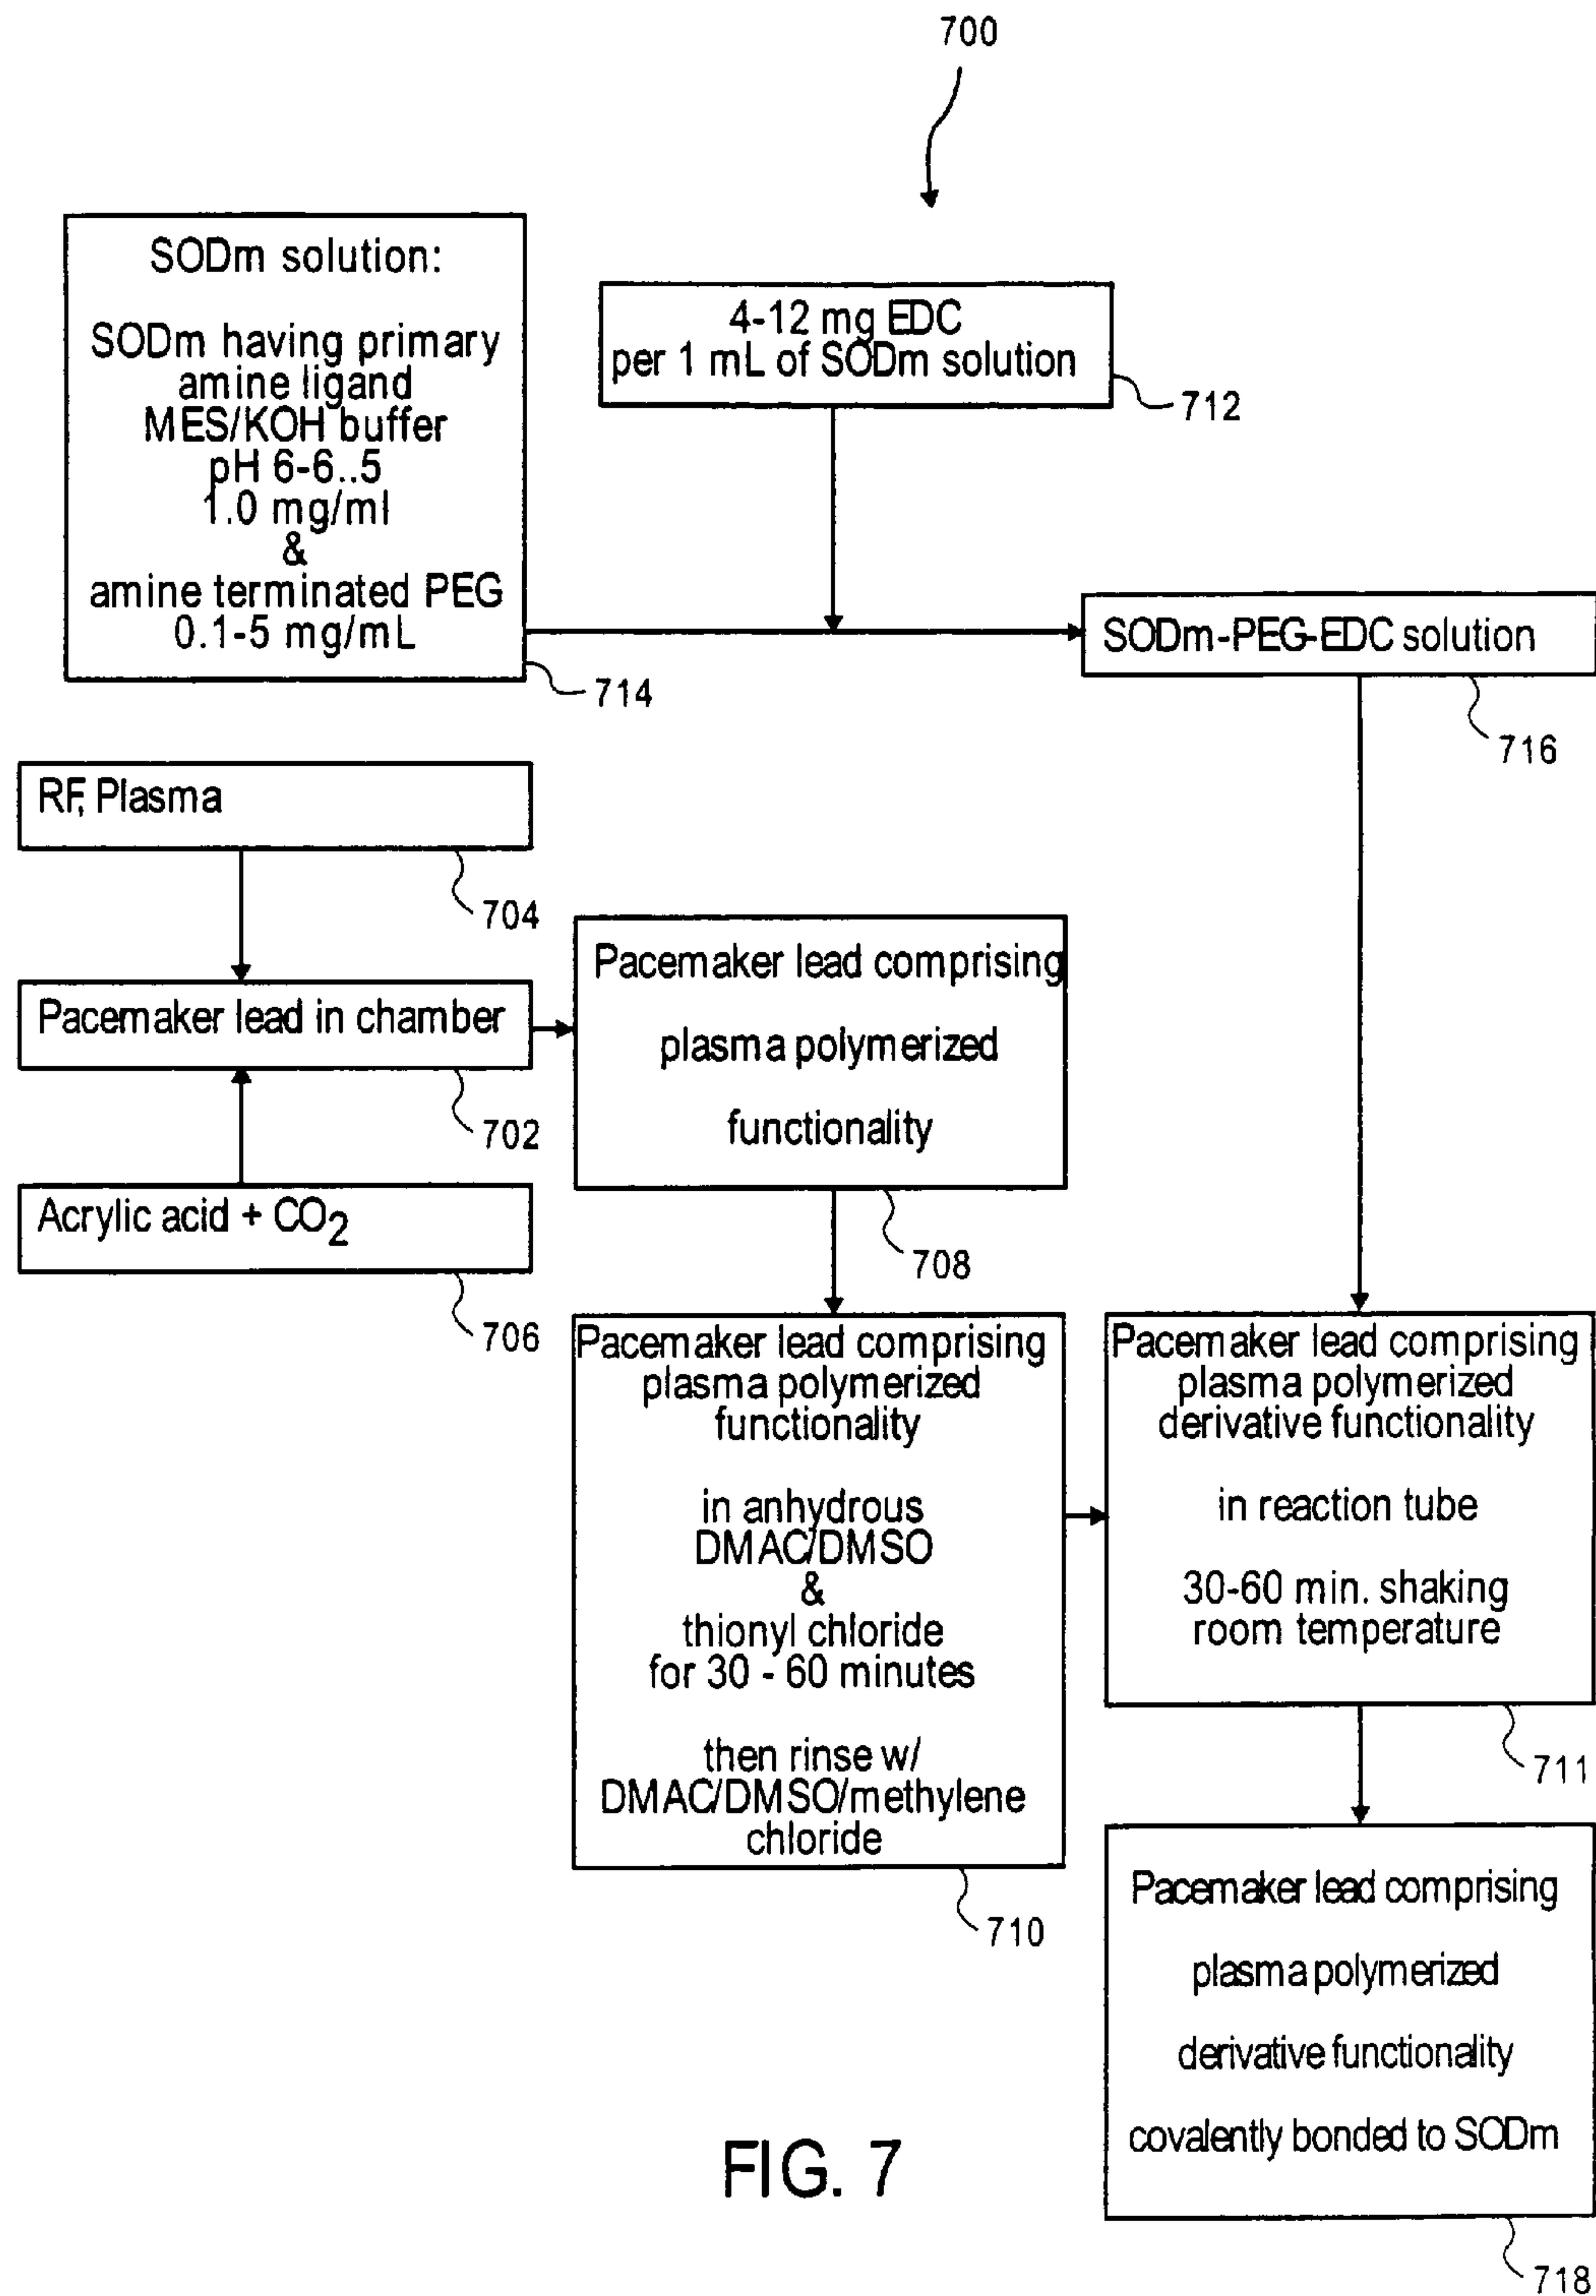 700
SODm solution:
SODm having primary
amine ligand
MES/KOH buffer
pH 6-6..5
1.0 mg/ml
&
amine terminated PEG
0.1-5 mg/mL
714
4-12 mg EDC
per 1 mL of SODm solution
712
SODm-PEG-EDC solution
716
RF, Plasma
704
Pacemaker lead in chamber
702
Acrylic acid + CO2
706
Pacemaker lead comprising
plasma polymerized
functionality
708
Pacemaker lead comprising
plasma polymerized
functionality
in anhydrous
DMAC/DMSO
&
thionyl chloride
for 30 - 60 minutes
then rinse w/
DMAC/DMSO/methylene
chloride
710
Pacemaker lead comprising
plasma polymerized
derivative functionality
in reaction tube
30-60 min. shaking
room temperature
711
Pacemaker lead comprising
plasma polymerized
derivative functionality
covalently bonded to SODm
718
FIG. 7